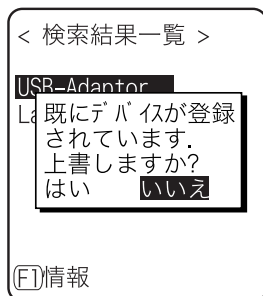 < 検索結果一覧 >
USB-Adaptor
La
既にﾃﾞﾊﾞｲｽが登録
されています.
上書しますか?
はい いいえ
F1情報